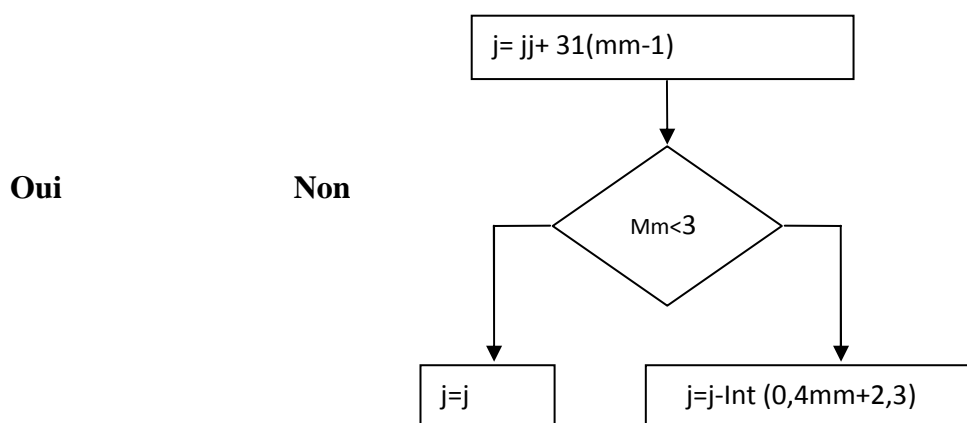 j= jj+ 31(mm-1)
Oui Non
Mm<3
j=j
j=j-Int (0,4mm+2,3)